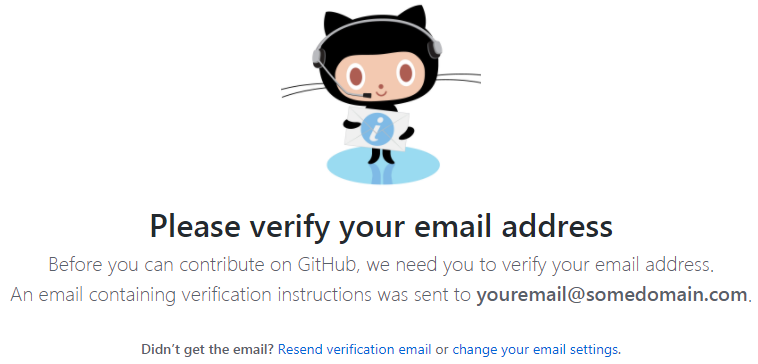 i
Please verify your email address
Before you can contribute on GitHub, we need you to verify your email address.
An email containing verification instructions was sent to youremail@somedomain.com.
Didn't get the email? Resend verification email or change your email settings.